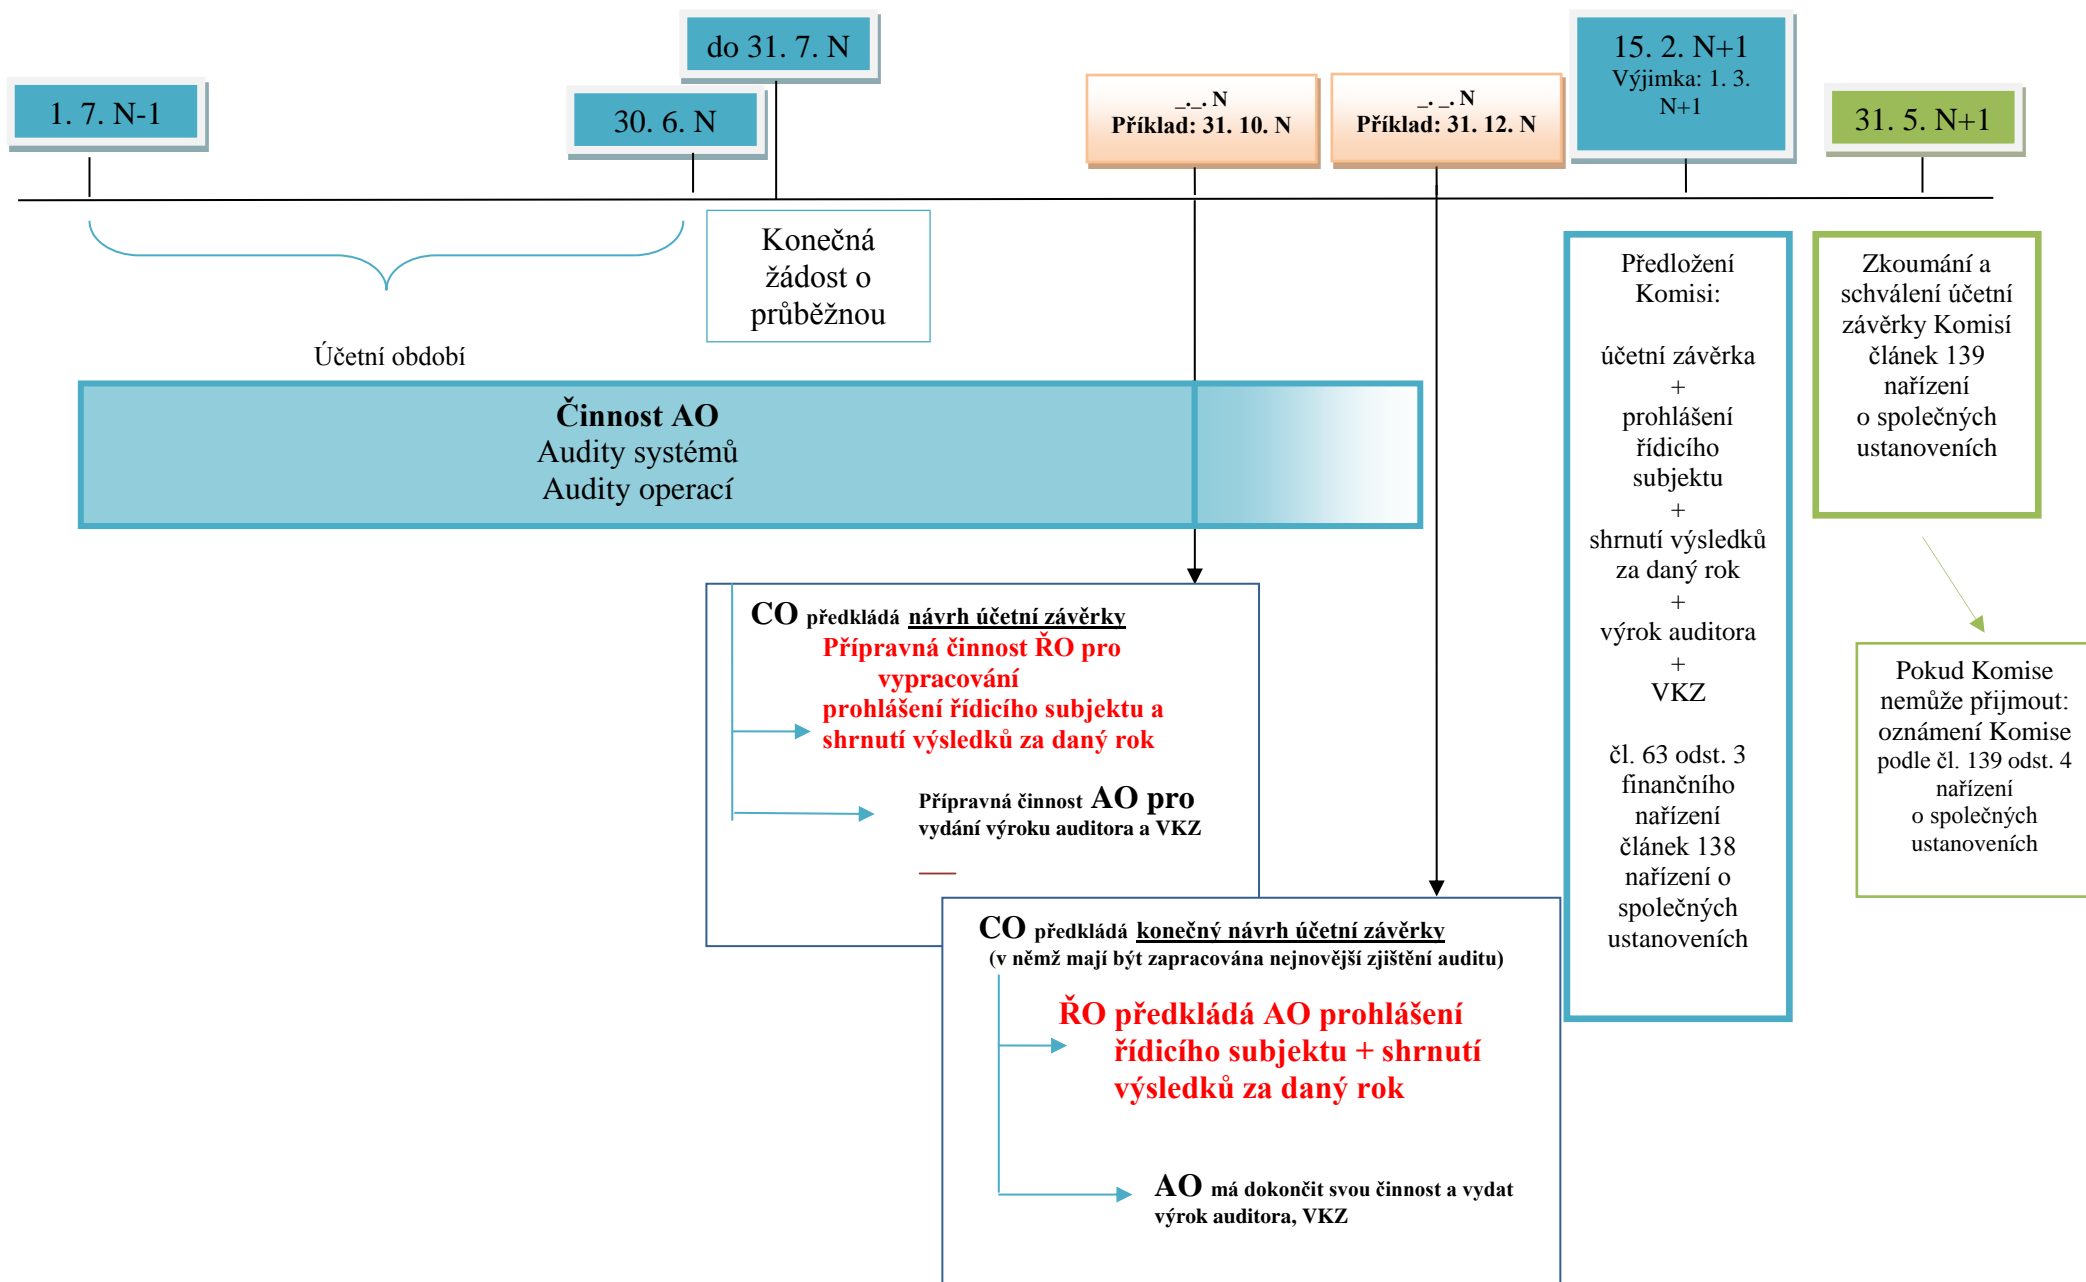 do 31. 7. N
15. 2. N+1
Výjimka: 1. 3.
N+1
1. 7. N-1
30. 6. N
_._. N
Příklad: 31. 10. N
_. _. N
Příklad: 31. 12. N
31. 5. N+1
Účetní období
Konečná
žádost o
průběžnou
Činnost AO
Audity systémů
Audity operací
CO předkládá návrh účetní závěrky
Přípravná činnost ŘO pro
vypracování
prohlášení řídicího subjektu a
shrnutí výsledků za daný rok
Přípravná činnost AO pro
vydání výroku auditora a VKZ
CO předkládá konečný návrh účetní závěrky
(v němž mají být zapracována nejnovější zjištění auditu)
ŘO předkládá AO prohlášení
řídicího subjektu + shrnutí
výsledků za daný rok
AO má dokončit svou činnost a vydat
výrok auditora, VKZ
Předložení
Komisi:
účetní závěrka
+
prohlášení
řídicího
subjektu
+
shrnutí výsledků
za daný rok
+
výrok auditora
+
VKZ
čl. 63 odst. 3
finančního
nařízení
článek 138
nařízení o
společných
ustanoveních
Zkoumání a
schválení účetní
závěrky Komisí
článek 139
nařízení
o společných
ustanoveních
Pokud Komise
nemůže přijmout:
oznámení Komise
podle čl. 139 odst. 4
nařízení
o společných
ustanoveních